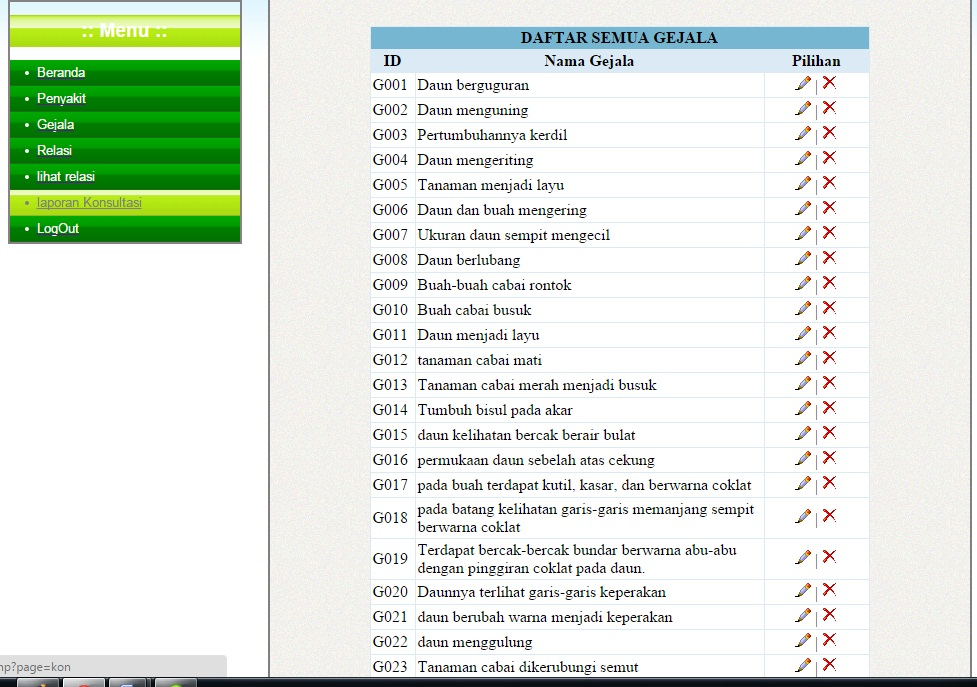 :: Menu ::
• Beranda
• Penyakit
• Gejala
• Relasi
• lihat relasi
• laporan Konsultasi
• LogOut
DAFTAR SEMUA GEJALA
ID Nama Gejala Pilihan
G001 Daun berguguran |
G002 Daun menguning |
G003 Pertumbuhannya kerdil |
G004 Daun mengeriting |
G005 Tanaman menjadi layu |
G006 Daun dan buah mengering |
G007 Ukuran daun sempit mengecil |
G008 Daun berlubang |
G009 Buah-buah cabai rontok |
G010 Buah cabai busuk |
G011 Daun menjadi layu |
G012 tanaman cabai mati |
G013 Tanaman cabai merah menjadi busuk |
G014 Tumbuh bisul pada akar |
G015 daun kelihatan bercak berair bulat |
G016 permukaan daun sebelah atas cekung |
G017 pada buah terdapat kutil, kasar, dan berwarna coklat |
G018 pada batang kelihatan garis-garis memanjang sempit
berwarna coklat |
G019 Terdapat bercak-bercak bundar berwarna abu-abu
dengan pinggiran coklat pada daun. |
G020 Daunnya terlihat garis-garis keperakan |
G021 daun berubah warna menjadi keperakan |
G022 daun menggulung |
G023 Tanaman cabai dikerubungi semut |
hp?page=kon